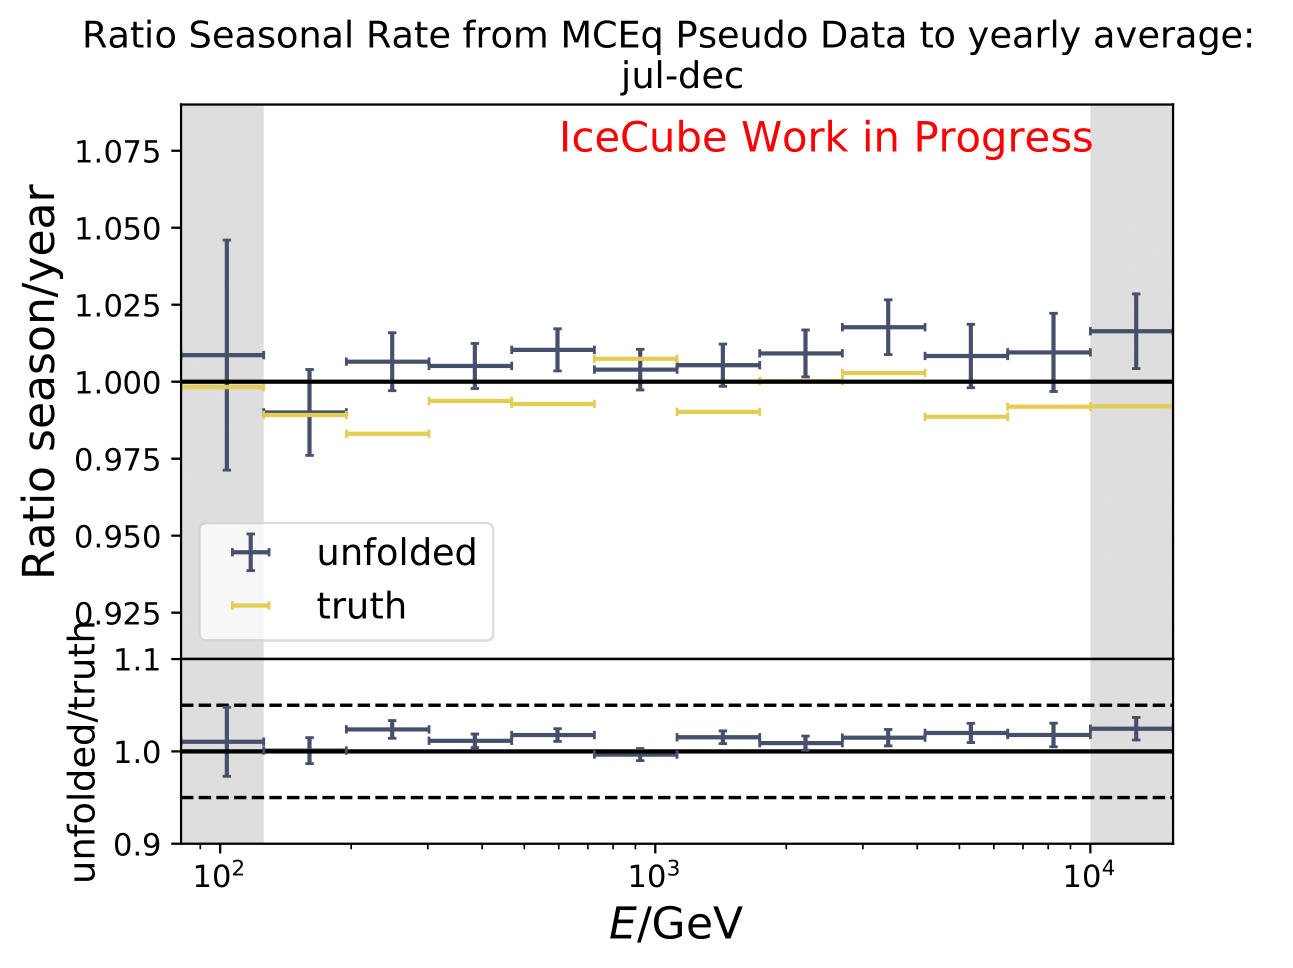 Ratio Seasonal Rate from MCEq Pseudo Data to yearly average:
jul-dec
IceCube Work in Progress
Ratio season/year
1.075
1.050
1.025
1.000
0.975
0.950
0.925
unfolded
truth
unfolded/truth
1.1
1.0
0.9
10²
10³
10⁴
E/GeV